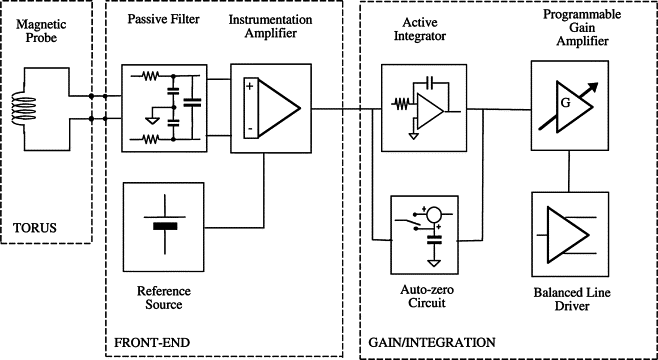 Magnetic
Probe
Passive Filter
Instrumentation
Amplifier
Active
Integrator
Programmable
Gain
Amplifier
+
-
G
+
+
TORUS
Reference
Source
Auto-zero
Circuit
Balanced Line
Driver
FRONT-END
GAIN/INTEGRATION